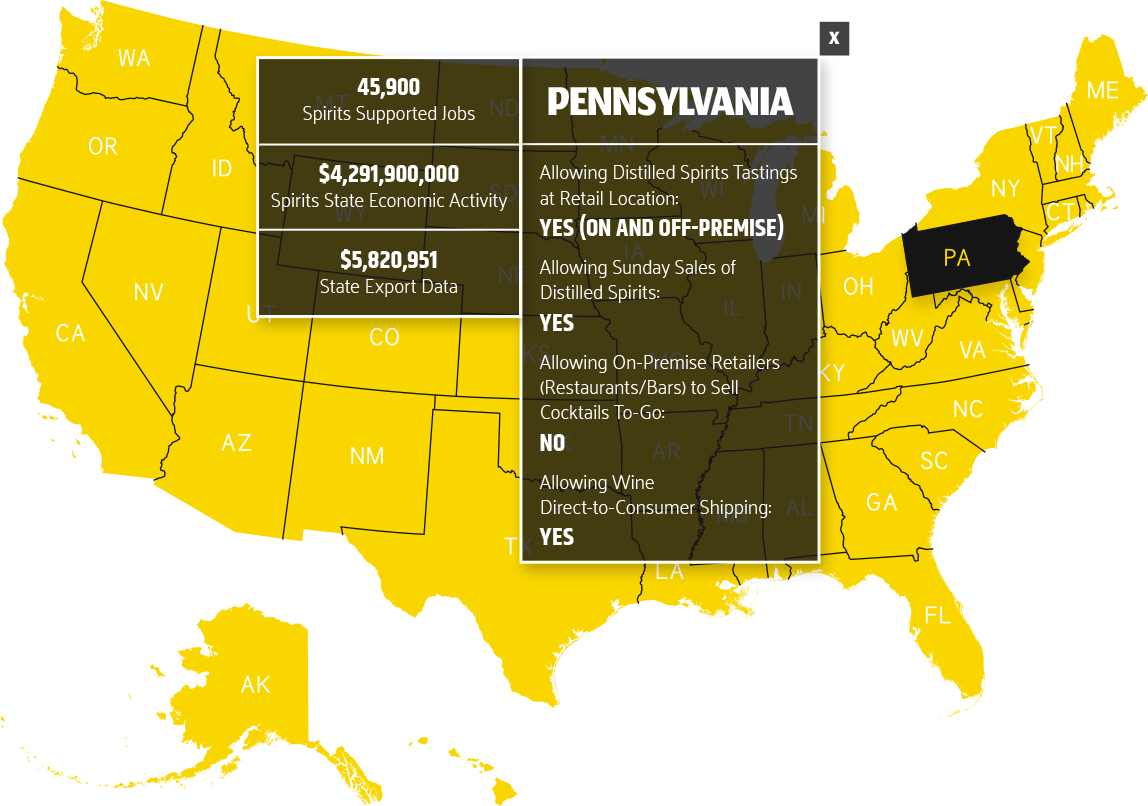 X
PENNSYLVANIA
45,900
Spirits Supported Jobs
$4,291,900,000
Spirits State Economic Activity
$5,820,951
State Export Data
Allowing Distilled Spirits Tastings
at Retail Location:
YES (ON AND OFF-PREMISE)
Allowing Sunday Sales of
Distilled Spirits:
YES
Allowing On-Premise Retailers
(Restaurants/Bars) to Sell
Cocktails To-Go:
NO
Allowing Wine
Direct-to-Consumer Shipping:
YES
WA
OR
ID
MT
ND
MN
WI
MI
SD
WY
IA
NE
NV
UT
CO
CA
AZ
NM
KS
MO
IL
IN
OH
KY
WV
VA
PA
NY
VT
NH
ME
CT
TN
NC
SC
GA
AL
MS
AR
TX
LA
FL
AK